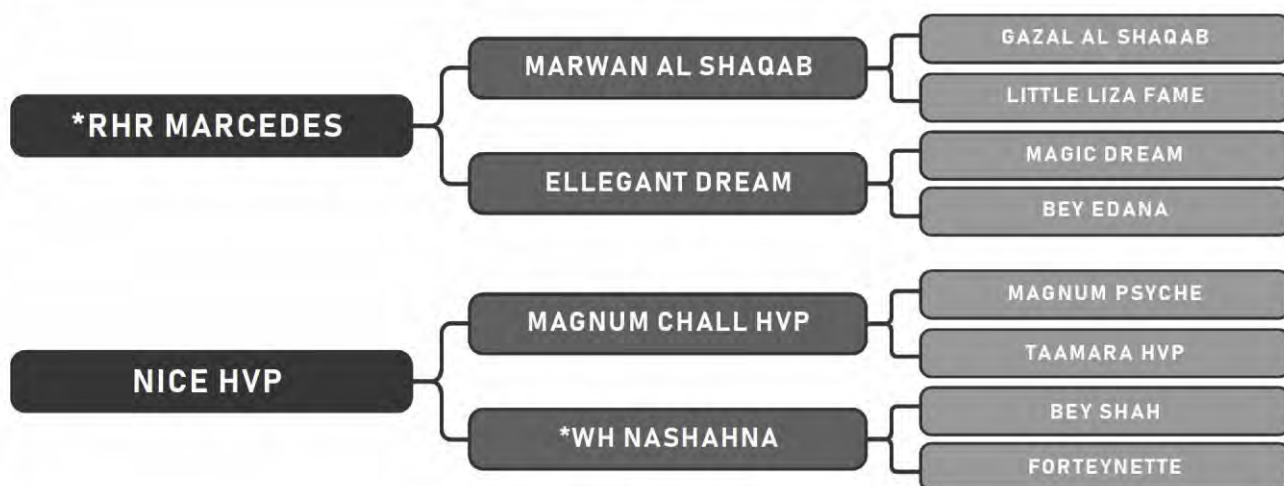 *RHR MARCEDES
MARWAN AL SHAQAB
GAZAL AL SHAQAB
LITTLE LIZA FAME
ELLEGANT DREAM
MAGIC DREAM
BEY EDANA
NICE HVP
MAGNUM CHALL HVP
MAGNUM PSYCHE
TAAMARA HVP
*WH NASHAHNA
BEY SHAH
FORTEYNETTE